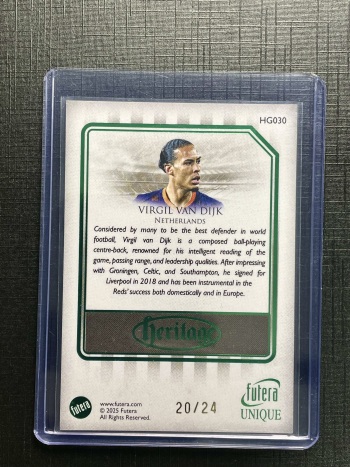 HG030
VIRGIL VAN DIJK
NETHERLANDS
Considered by many to be the best defender in world
football, Virgil van Dijk is a composed ball-playing
centre-back, renowned for his intelligent reading of the
game, passing range, and leadership qualities. After impressing
with Groningen, Celtic, and Southampton, he signed for
Liverpool in 2018 and has been instrumental in the
Reds' success both domestically and in Europe.
heritage
futera
www.futera.com
© 2025 Futera
All Rights Reserved.
20/24
futera
UNIQUE